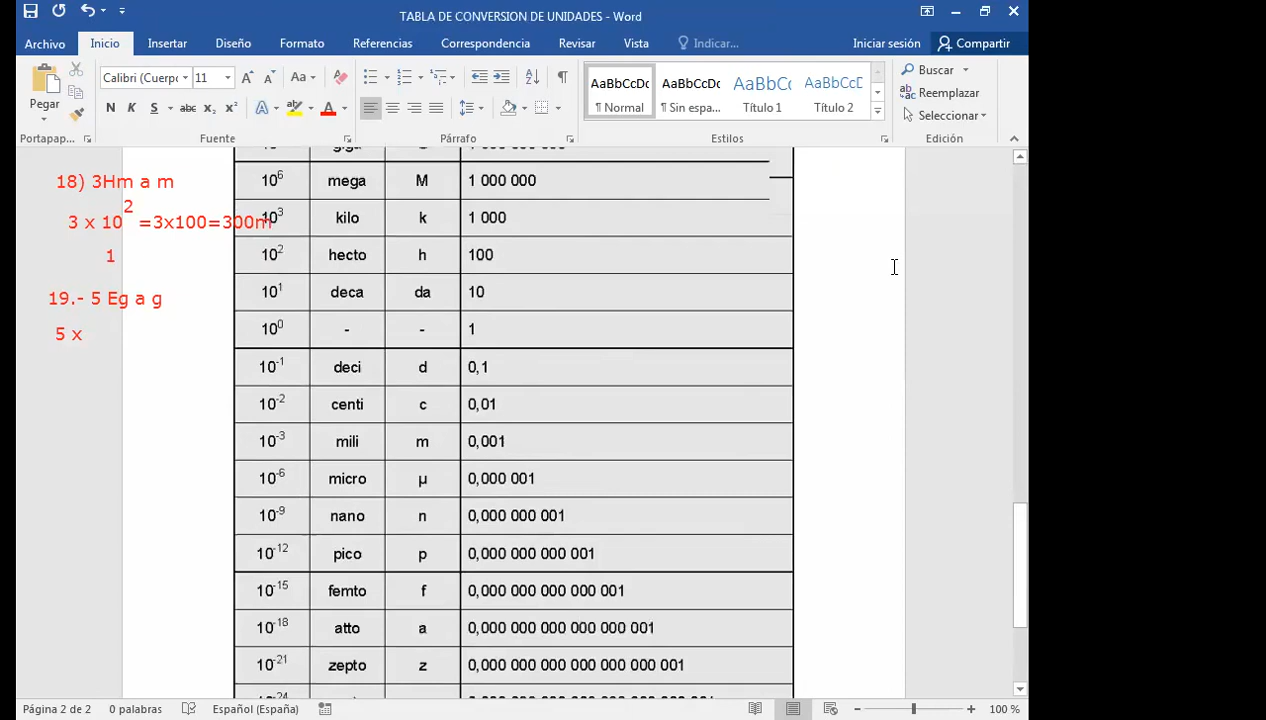 TABLA DE CONVERSION DE UNIDADES - Word
Archivo Inicio Insertar Diseño Formato Referencias Correspondencia Revisar Vista Indicar... Iniciar sesión Compartir
Calibri (Cuerpo 11 Aa
Pegar
N K S abc x₂ x² A A
AaBbCcDc AaBbCcDc AaBbCc AaBbCcD
¶ Normal ¶ Sin espa... Título 1 Título 2
Buscar
Reemplazar
Seleccionar
Portapap... Fuente Párrafo Estilos Edición
18) 3Hm a m
3 x 10² =3x100=300m
1
19.- 5 Eg a g
5 x
giga
10⁶ mega M 1 000 000
10³ kilo k 1 000
10² hecto h 100
10¹ deca da 10
10⁰ - - 1
10⁻¹ deci d 0,1
10⁻² centi c 0,01
10⁻³ mili m 0,001
10⁻⁶ micro µ 0,000 001
10⁻⁹ nano n 0,000 000 001
10⁻¹² pico p 0,000 000 000 001
10⁻¹⁵ femto f 0,000 000 000 000 001
10⁻¹⁸ atto a 0,000 000 000 000 000 001
10⁻²¹ zepto z 0,000 000 000 000 000 000 001
Página 2 de 2 0 palabras Español (España) 100 %